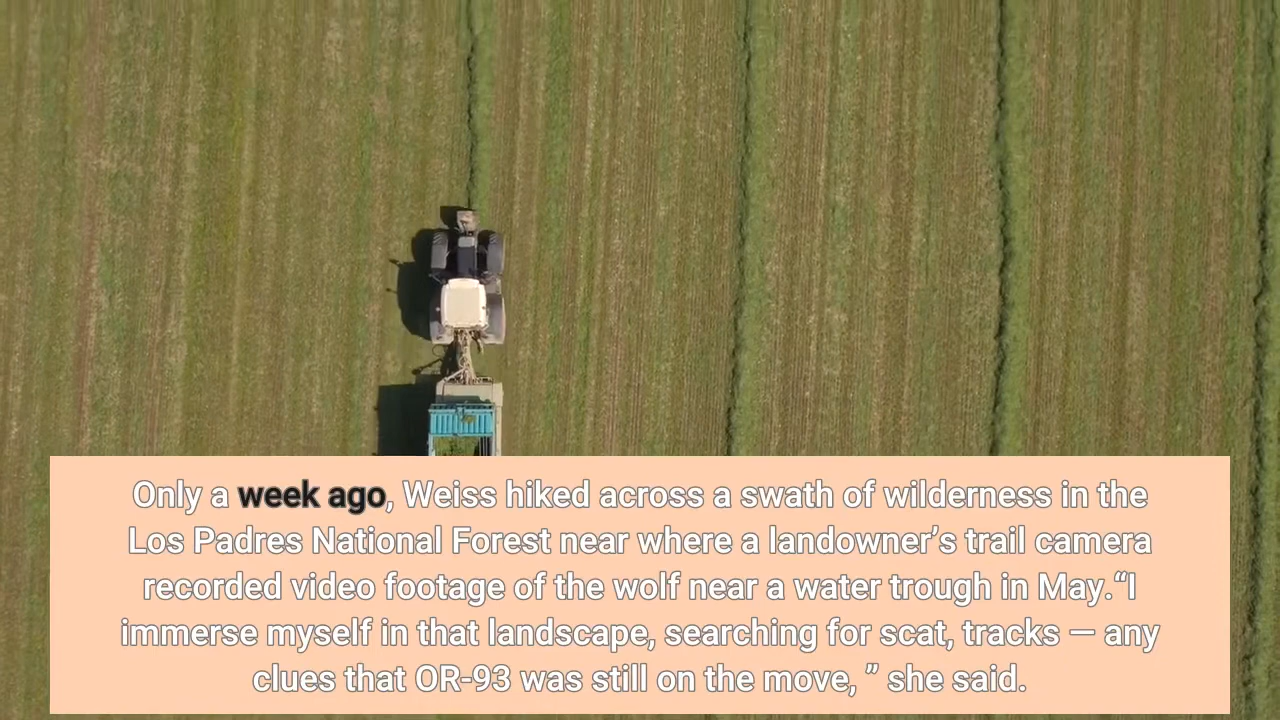 Only a week ago, Weiss hiked across a swath of wilderness in the
Los Padres National Forest near where a landowner’s trail camera
recorded video footage of the wolf near a water trough in May.“I
immerse myself in that landscape, searching for scat, tracks — any
clues that OR-93 was still on the move, ” she said.